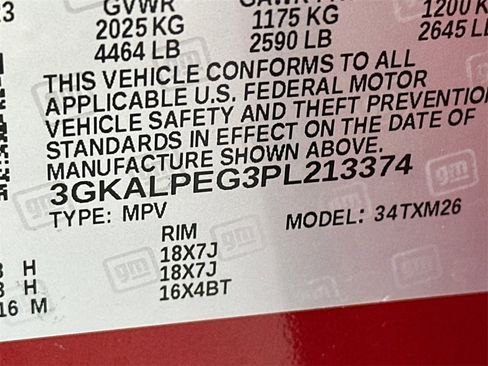 GVWR
2025 KG
1175 KG
1200 K
4464 LB
2590 LB
2645 L
THIS VEHICLE CONFORMS TO ALL
APPLICABLE U.S. FEDERAL MOTOR
VEHICLE SAFETY AND THEFT PREVENTION
STANDARDS IN EFFECT ON THE DATE OF
MANUFACTURE SHOWN ABOVE.
3GKALPEG3PL213374
TYPE: MPV
MODEL: 34TXM26
RIM
H 18X7J
H 18X7J
16 M 16X4BT
gm